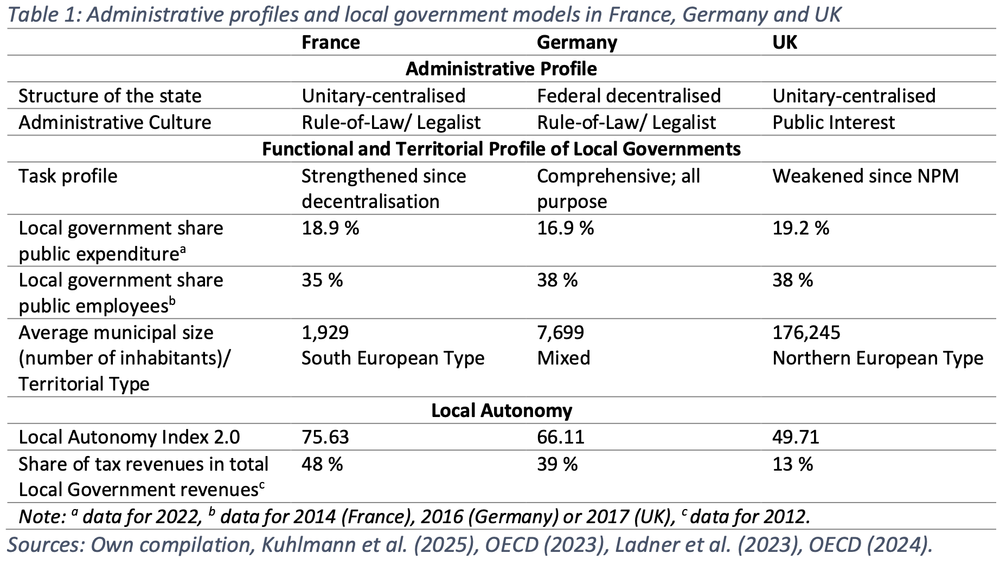 Table 1: Administrative profiles and local government models in France, Germany and UK
France Germany UK
Administrative Profile
Structure of the state Unitary-centralised Federal decentralised Unitary-centralised
Administrative Culture Rule-of-Law/ Legalist Rule-of-Law/ Legalist Public Interest
Functional and Territorial Profile of Local Governments
Task profile Strengthened since Comprehensive; all Weakened since NPM
decentralisation purpose
Local government share 18.9 % 16.9 % 19.2 %
public expenditureᵃ
Local government share 35 % 38 % 38 %
public employeesᵇ
Average municipal size 1,929 7,699 176,245
(number of inhabitants)/ South European Type Mixed Northern European Type
Territorial Type
Local Autonomy
Local Autonomy Index 2.0 75.63 66.11 49.71
Share of tax revenues in total 48 % 39 % 13 %
Local Government revenuesᶜ
Note: ᵃ data for 2022, ᵇ data for 2014 (France), 2016 (Germany) or 2017 (UK), ᶜ data for 2012.
Sources: Own compilation, Kuhlmann et al. (2025), OECD (2023), Ladner et al. (2023), OECD (2024).